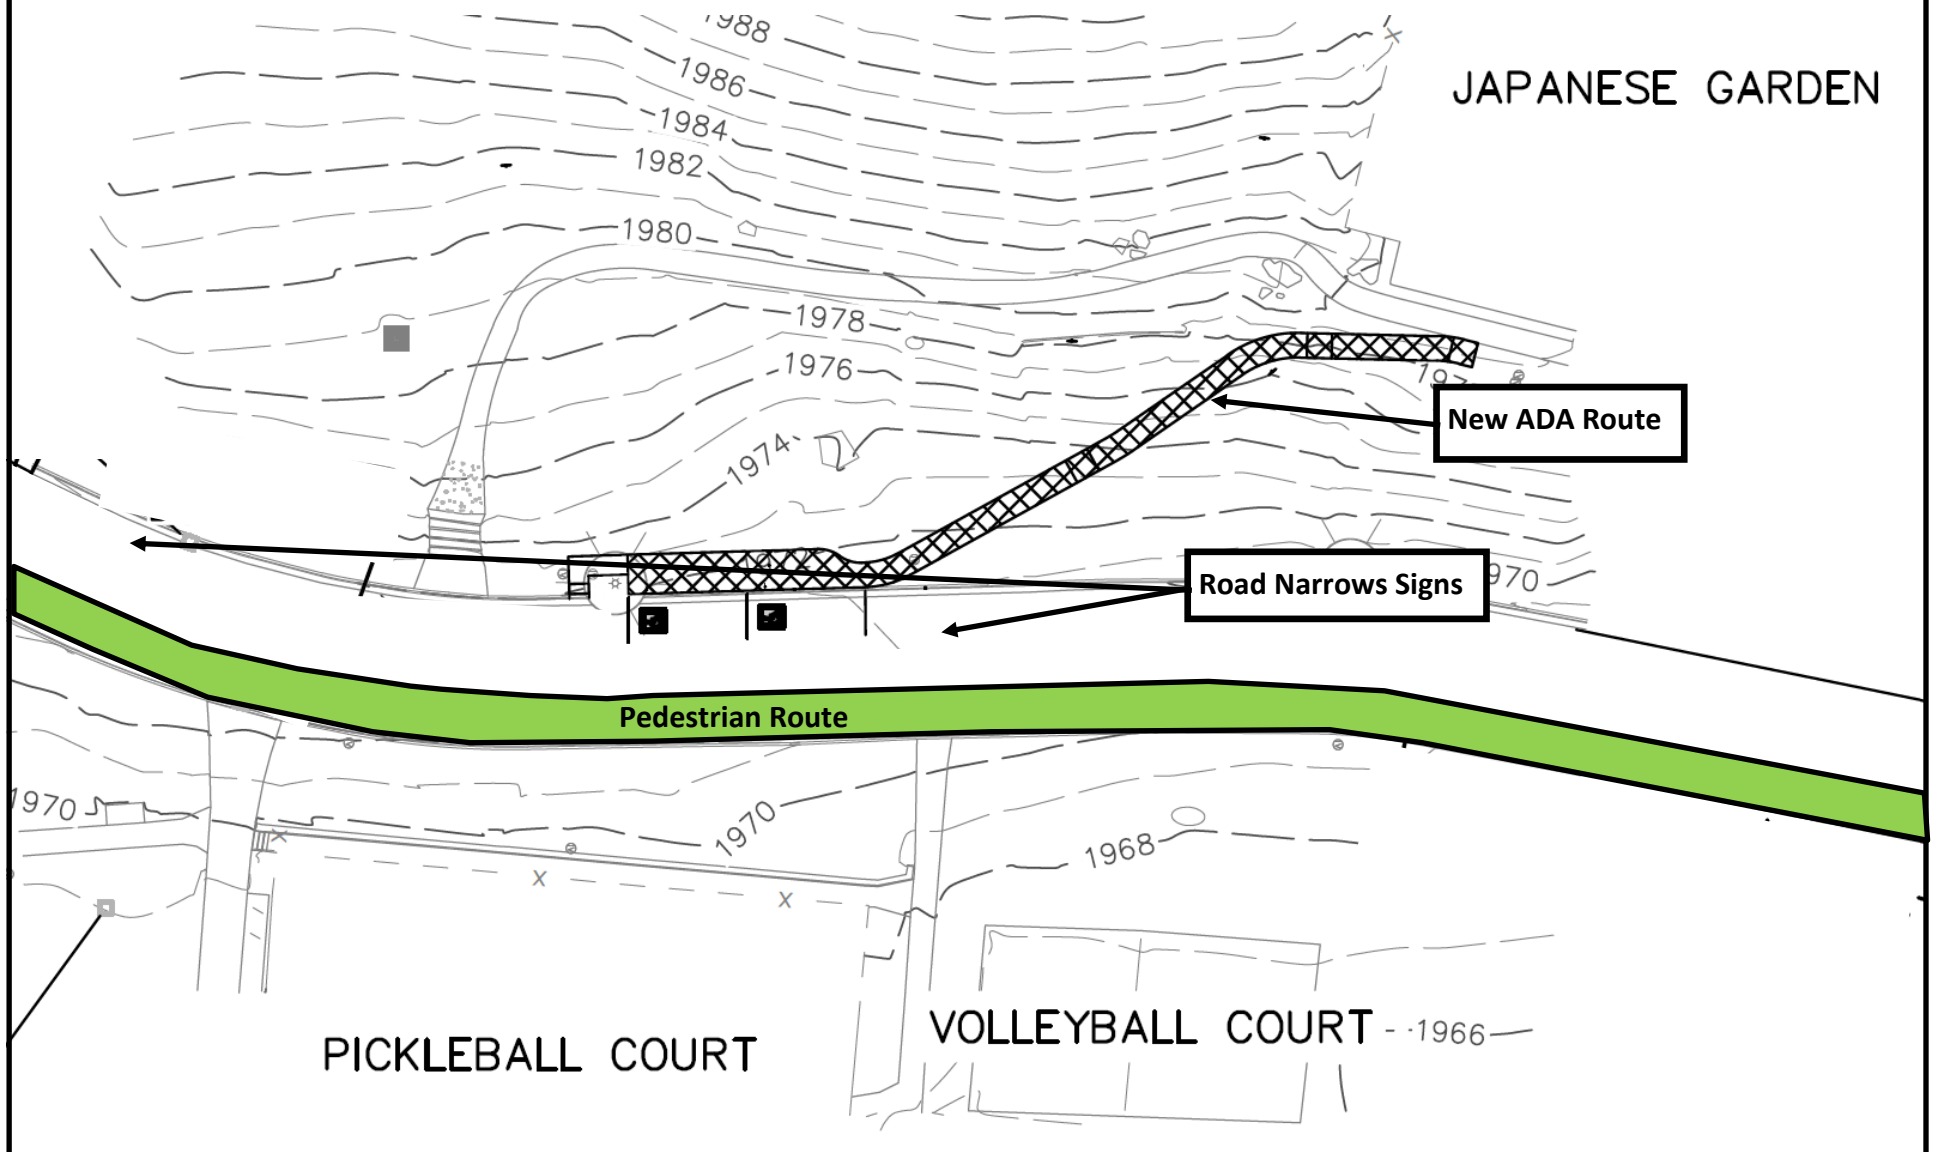 1988
JAPANESE GARDEN
1986
1984
1982
1980
1978
1976
New ADA Route
1974
Road Narrows Signs
970
Pedestrian Route
1970
1970
1968
VOLLEYBALL COURT
1966
PICKLEBALL COURT